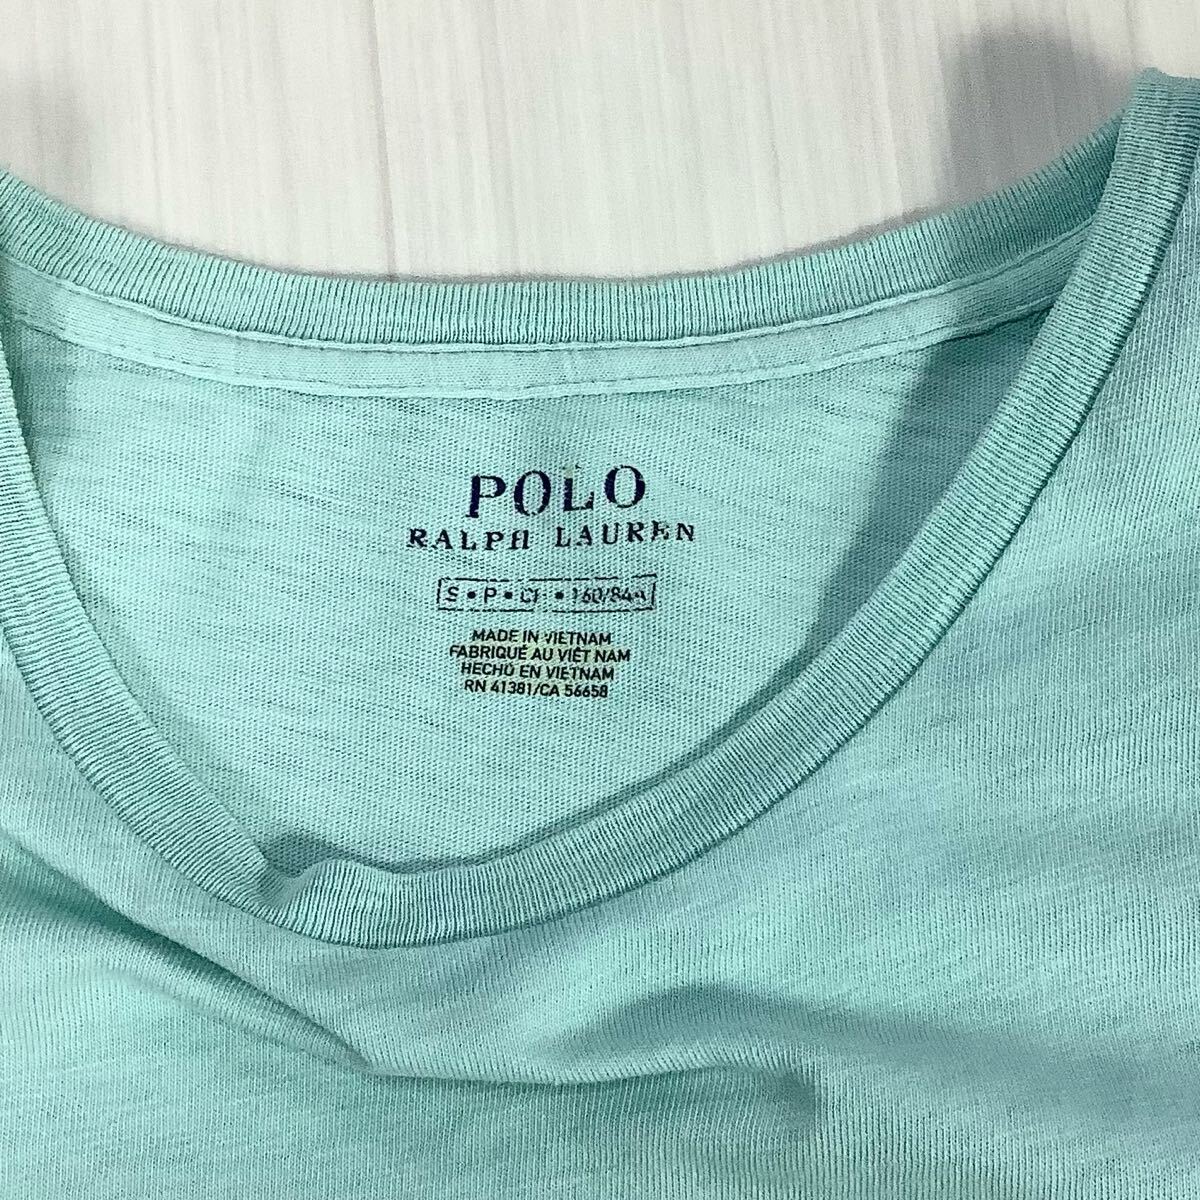 POLO
RALPH LAUREN
S • P • CH • 160/84A
MADE IN VIETNAM
FABRIQUÉ AU VIÊT NAM
HECHO EN VIETNAM
RN 41381/CA 56658